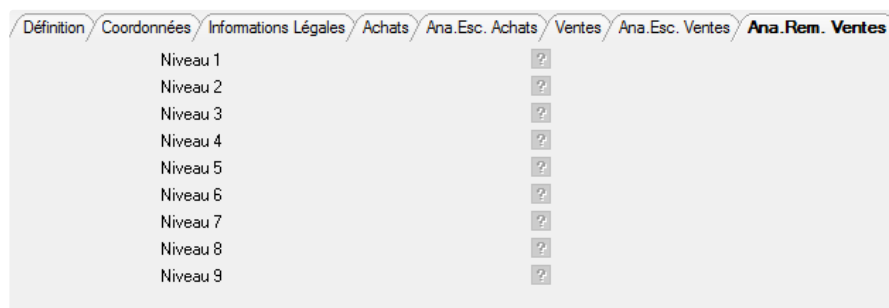 Définition Coordonnées Informations Légales Achats Ana.Esc. Achats Ventes Ana.Esc. Ventes Ana.Rem. Ventes
Niveau 1 ?
Niveau 2 ?
Niveau 3 ?
Niveau 4 ?
Niveau 5 ?
Niveau 6 ?
Niveau 7 ?
Niveau 8 ?
Niveau 9 ?